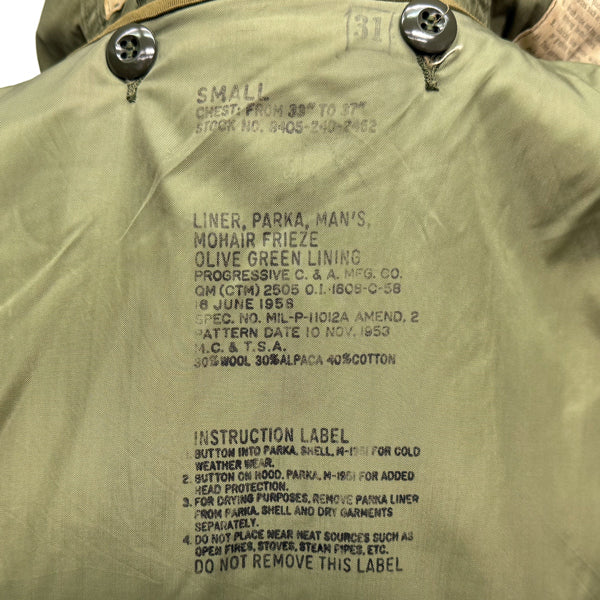 31
SMALL
CHEST: FROM 33" TO 37"
STOCK NO. 8405-240-2462
LINER, PARKA, MAN'S,
MOHAIR FRIEZE
OLIVE GREEN LINING
PROGRESSIVE C. & A. MFG. CO.
QM (CTM) 2505 O.I.-1608-C-58
18 JUNE 1958
SPEC. NO. MIL-P-11012A AMEND. 2
PATTERN DATE 10 NOV. 1953
M.C. & T.S.A.
30%WOOL 30%ALPACA 40%COTTON
INSTRUCTION LABEL
1. BUTTON INTO PARKA, SHELL, M-1951 FOR COLD
WEATHER WEAR.
2. BUTTON ON HOOD, PARKA, M-1951 FOR ADDED
HEAD PROTECTION.
3. FOR DRYING PURPOSES, REMOVE PARKA LINER
FROM PARKA, SHELL AND DRY GARMENTS
SEPARATELY.
4. DO NOT PLACE NEAR HEAT SOURCES SUCH AS
OPEN FIRES, STOVES, STEAM PIPES, ETC.
DO NOT REMOVE THIS LABEL